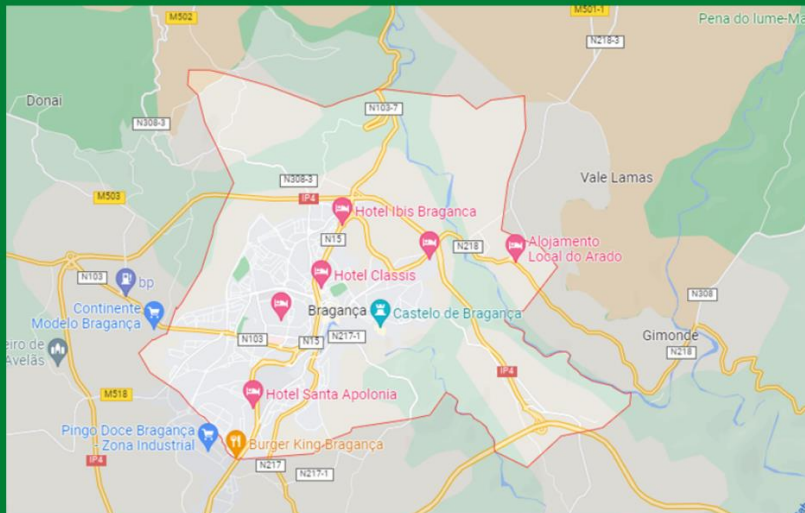 M502
M501-1
Pena do lume-Ma
N218-3
Donai
N103-7
N308-3
Vale Lamas
N308-3
M503
IP4
Hotel Ibis Braganca
N15
N218
Alojamento
Local do Arado
N103
bp
Hotel Classis
N308
Continente
Modelo Bragança
Bragança
Castelo de Bragança
Gimonde
N103
N15
N217-1
N218
eiro de
Avelãs
IP4
M518
Hotel Santa Apolonia
Pingo Doce Bragança
- Zona Industrial
Burger King Bragança
IP4
N217
N217-1